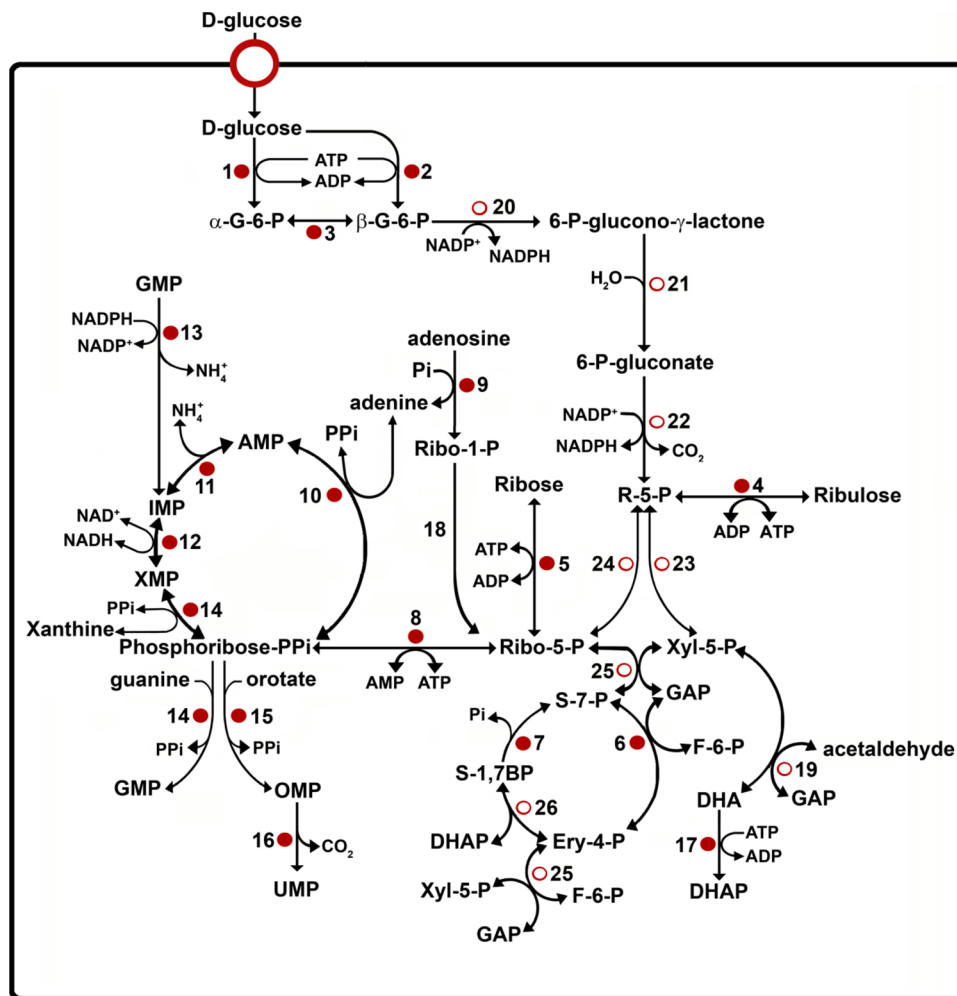 D-glucose
D-glucose
1 ATP 2
ADP
α-G-6-P β-G-6-P 20 6-P-glucono-γ-lactone
3 NADP+ NADPH
H2O 21
GMP
NADPH 13
NADP+
NH4+
adenosine
6-P-gluconate
Pi 9
adenine
NADP+ 22
NADPH CO2
NH4+
AMP PPi Ribo-1-P
11 10
Ribose R-5-P 4 Ribulose
IMP
NAD+ 18 ADP ATP
NADH 12
ATP 5
ADP
24 23
XMP
PPi 14
Xanthine
8
Phosphoribose-PPi Ribo-5-P Xyl-5-P
AMP ATP
25
guanine orotate
GAP
14 15
S-7-P
Pi 7 6 F-6-P
PPi PPi
acetaldehyde
19
GMP OMP
S-1,7BP
DHA GAP
26
DHAP Ery-4-P
16 CO2
17 ATP
ADP
25
UMP
Xyl-5-P F-6-P
DHAP
GAP